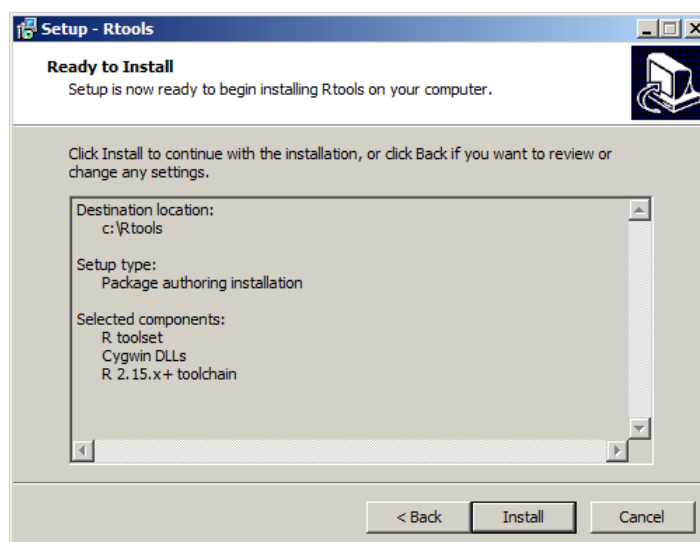 Setup - Rtools
Ready to Install
Setup is now ready to begin installing Rtools on your computer.
Click Install to continue with the installation, or click Back if you want to review or
change any settings.
Destination location:
c:\Rtools
Setup type:
Package authoring installation
Selected components:
R toolset
Cygwin DLLs
R 2.15.x+ toolchain
< Back
Install
Cancel